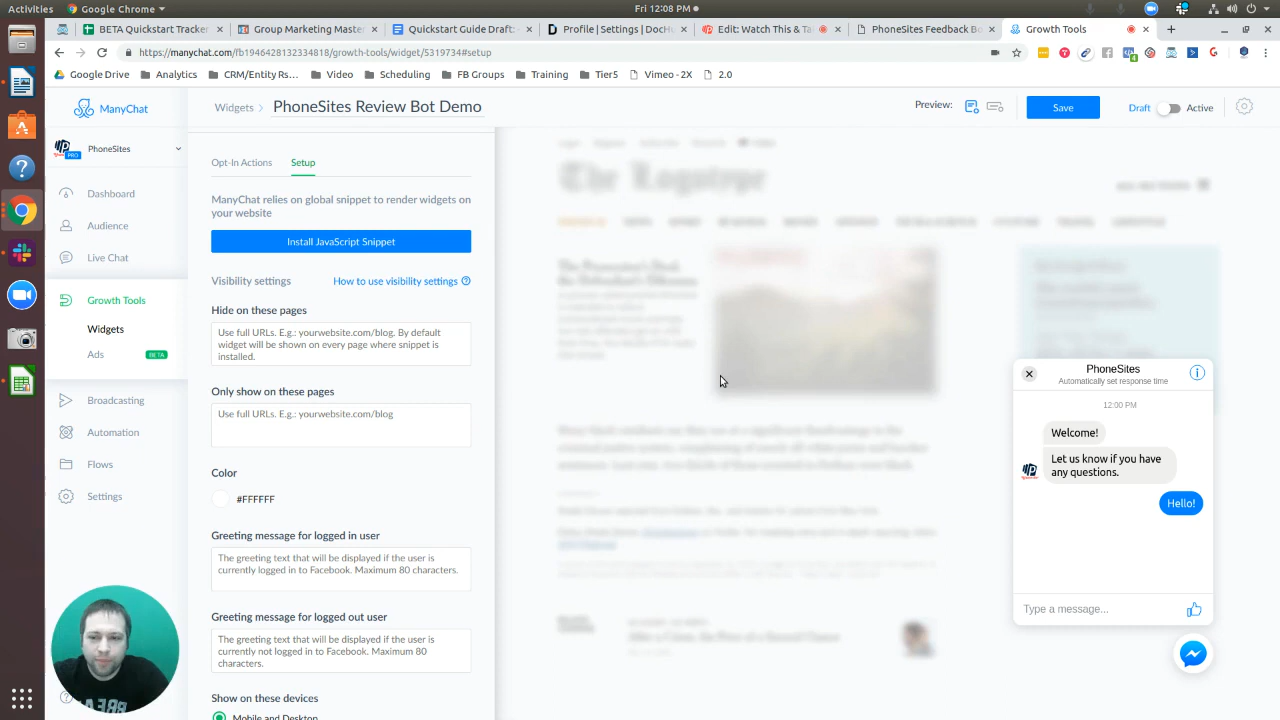 Activities
Google Chrome
Fri 12:08 PM
BETA Quickstart Tracker
Group Marketing Master
Quickstart Guide Draft:
Profile | Settings | DocHu
Edit: Watch This & Ta
PhoneSites Feedback Bo
Growth Tools
https://manychat.com/fb1946428132334818/growth-tools/widget/5319734#setup
Google Drive
Analytics
CRM/Entity Rs...
Video
Scheduling
FB Groups
Training
Tier5
Vimeo - 2X
2.0
ManyChat
Widgets
PhoneSites Review Bot Demo
Preview:
Save
Draft
Active
PhoneSites
PRO
Dashboard
Audience
Live Chat
Growth Tools
Widgets
Ads
BETA
Broadcasting
Automation
Flows
Settings
Opt-In Actions
Setup
ManyChat relies on global snippet to render widgets on
your website
Install JavaScript Snippet
Visibility settings
How to use visibility settings
Hide on these pages
Use full URLs. E.g.: yourwebsite.com/blog. By default
widget will be shown on every page where snippet is
installed.
Only show on these pages
Use full URLs. E.g.: yourwebsite.com/blog
Color
#FFFFFF
Greeting message for logged in user
The greeting text that will be displayed if the user is
currently logged in to Facebook. Maximum 80 characters.
Greeting message for logged out user
The greeting text that will be displayed if the user is
currently not logged in to Facebook. Maximum 80
characters.
Show on these devices
Mobile and Desktop
The Logotype
PhoneSites
Automatically set response time
12:00 PM
Welcome!
Let us know if you have
any questions.
Hello!
Type a message...